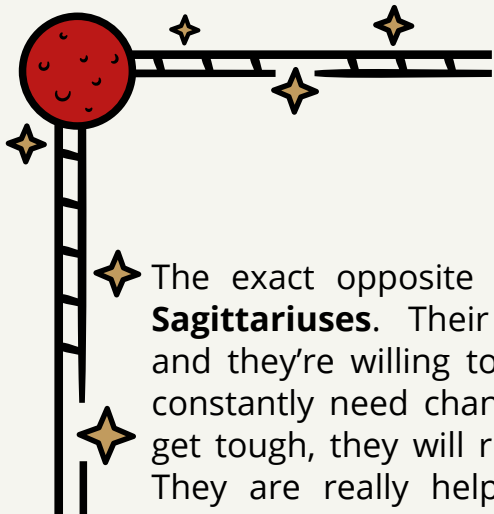 The exact opposite
Sagittariuses. Their
and they're willing to
constantly need chan
get tough, they will r
They are really help